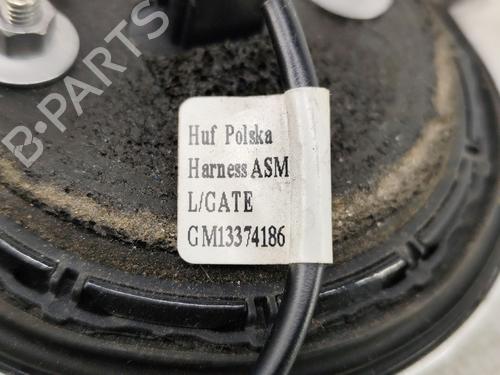 B-PARTS
Huf Polska
Harness ASM
L/GATE
GM13374186